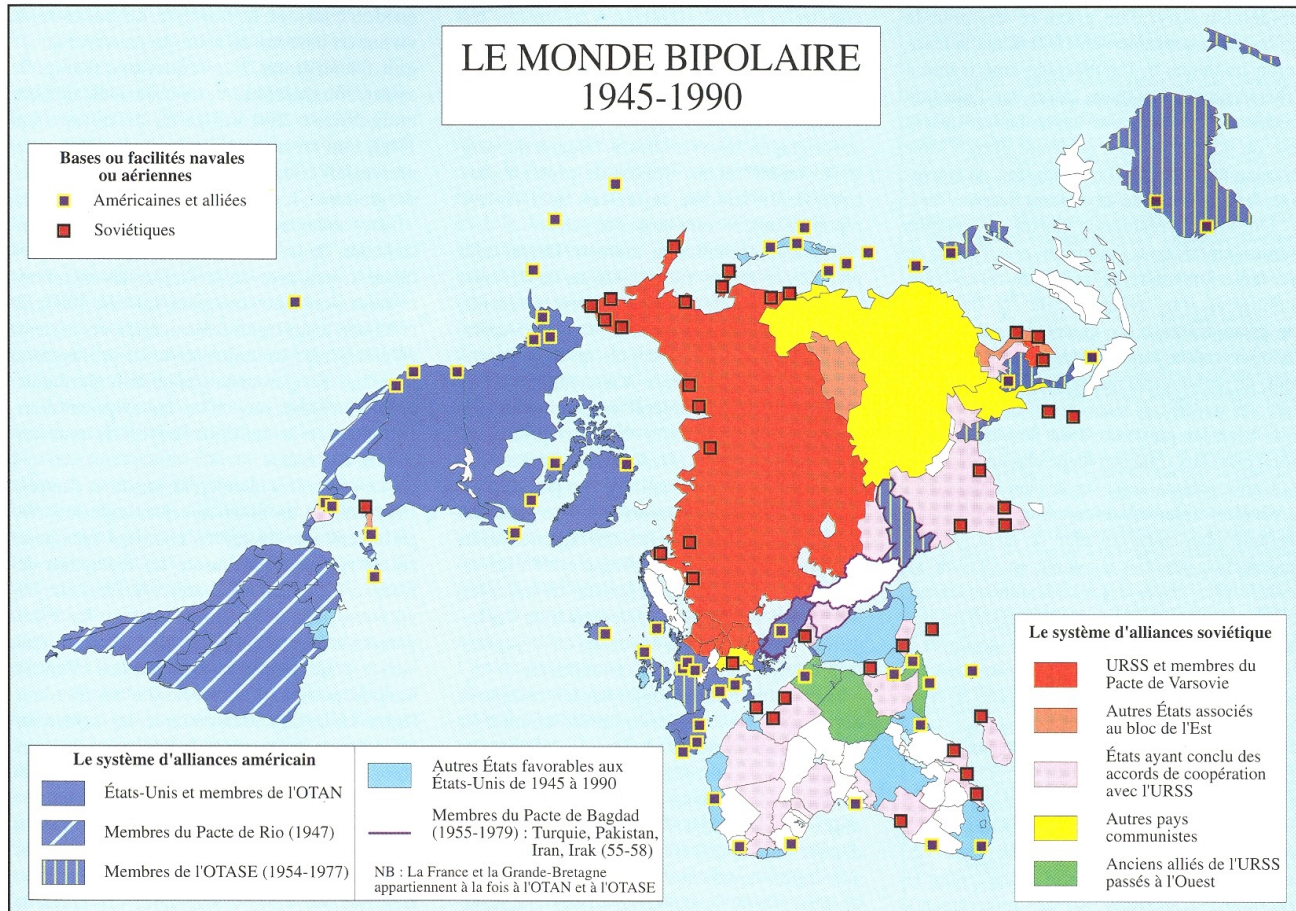 LE MONDE BIPOLAIRE
1945-1990
Bases ou facilités navales
ou aériennes
Américaines et alliées
Soviétiques
Le système d'alliances américain
États-Unis et membres de l'OTAN
Membres du Pacte de Rio (1947)
Membres de l'OTASE (1954-1977)
Autres États favorables aux
États-Unis de 1945 à 1990
Membres du Pacte de Bagdad
(1955-1979) : Turquie, Pakistan,
Iran, Irak (55-58)
NB : La France et la Grande-Bretagne
appartiennent à la fois à l'OTAN et à l'OTASE
Le système d'alliances soviétique
URSS et membres du
Pacte de Varsovie
Autres États associés
au bloc de l'Est
États ayant conclu des
accords de coopération
avec l'URSS
Autres pays
communistes
Anciens alliés de l'URSS
passés à l'Ouest